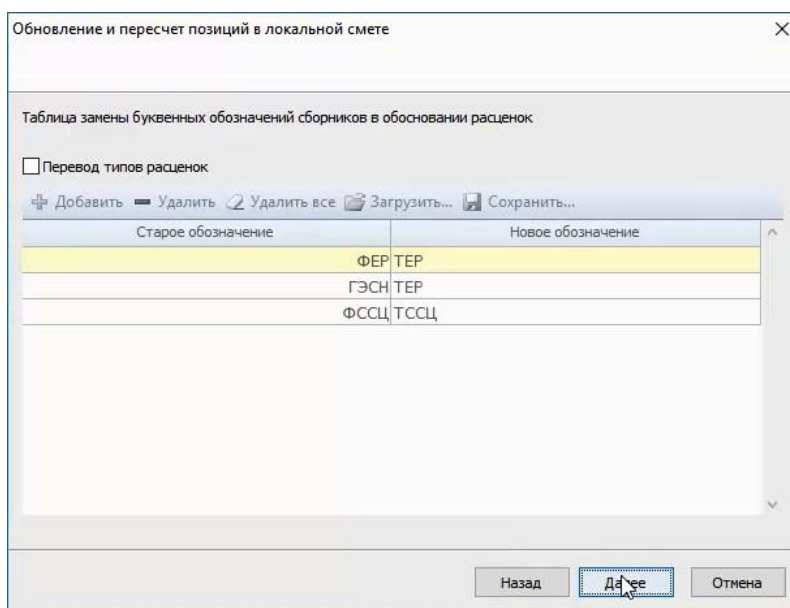 Обновление и пересчет позиций в локальной смете
Таблица замены буквенных обозначений сборников в обосновании расценок
Перевод типов расценок
Добавить Удалить Удалить все Загрузить... Сохранить...
Старое обозначение Новое обозначение
ФЕР ТЕР
ГЭСН ТЕР
ФССЦ ТССЦ
Назад Далее Отмена